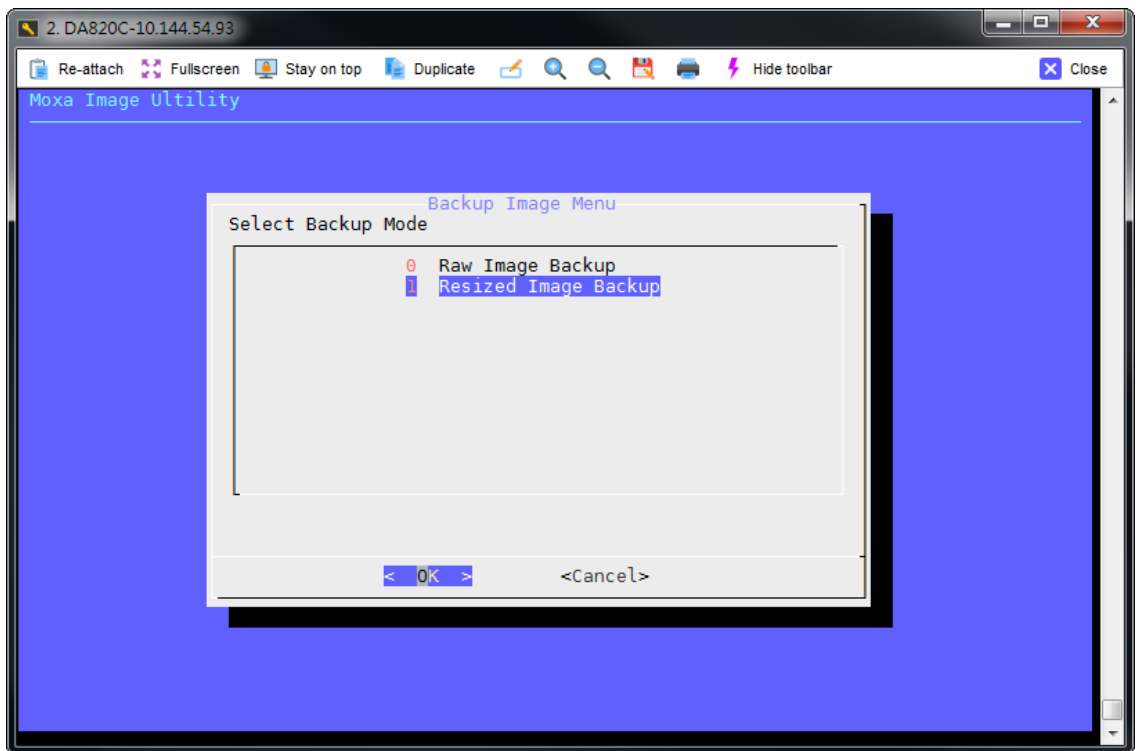 2. DA820C-10.144.54.93
Re-attach Fullscreen Stay on top Duplicate Hide toolbar Close
Moxa Image Ultility
Backup Image Menu
Select Backup Mode
0 Raw Image Backup
1 Resized Image Backup
< OK > <Cancel>